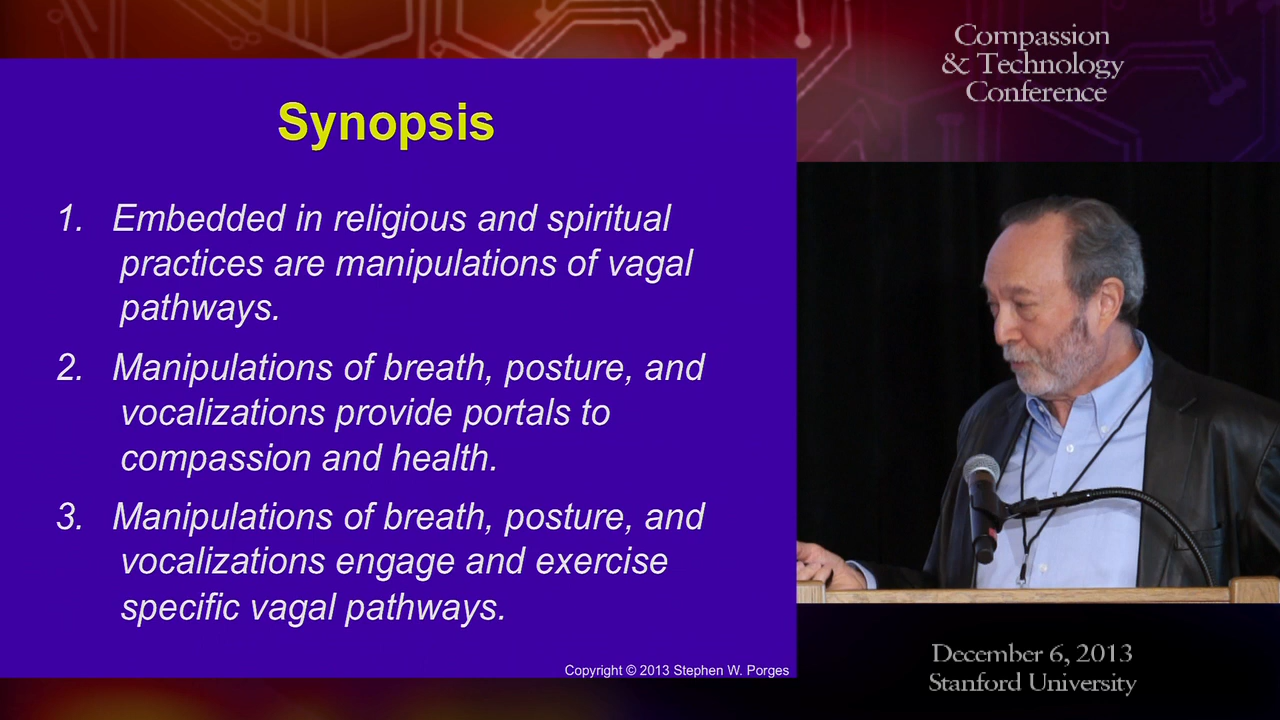 Compassion
& Technology
Conference
Synopsis
1. Embedded in religious and spiritual
practices are manipulations of vagal
pathways.
2. Manipulations of breath, posture, and
vocalizations provide portals to
compassion and health.
3. Manipulations of breath, posture, and
vocalizations engage and exercise
specific vagal pathways.
Copyright © 2013 Stephen W. Porges
December 6, 2013
Stanford University